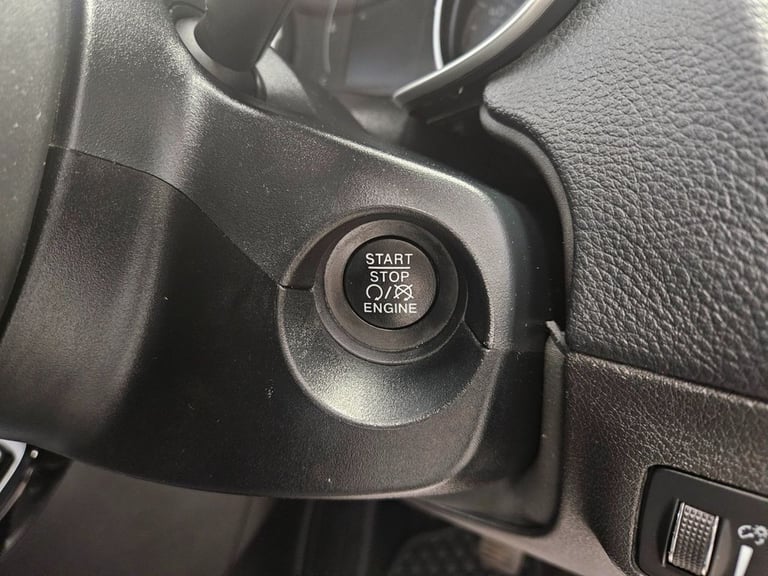 START
STOP
/
ENGINE